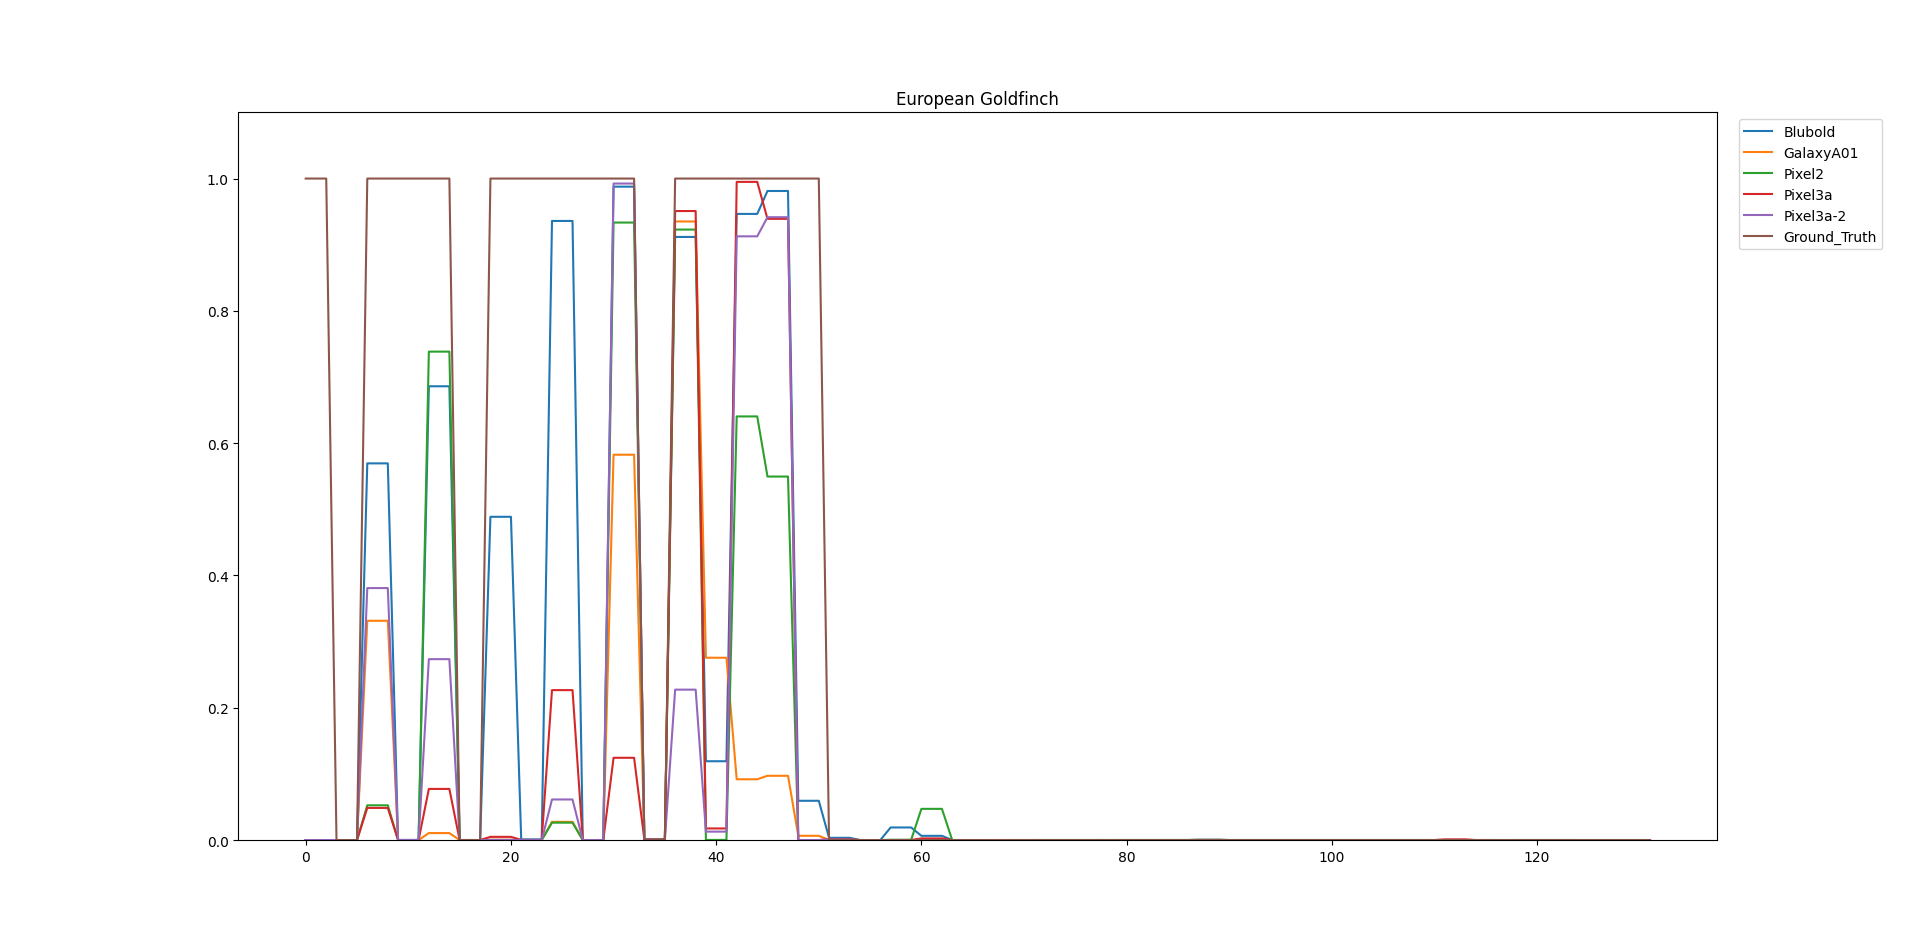 European Goldfinch
Blubold
GalaxyA01
Pixel2
Pixel3a
Pixel3a-2
Ground_Truth
1.0
0.8
0.6
0.4
0.2
0.0
0 20 40 60 80 100 120